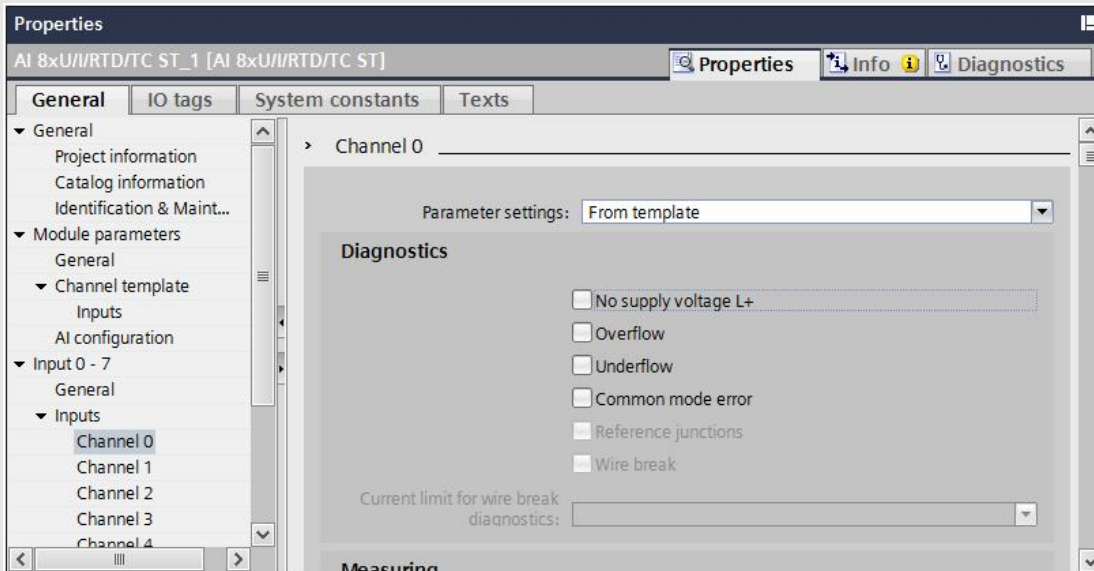 Properties
AI 8xU/I/RTD/TC ST_1 [AI 8xU/I/RTD/TC ST]
Properties Info Diagnostics
General IO tags System constants Texts
General
Project information
Catalog information
Identification & Maint...
Module parameters
General
Channel template
Inputs
AI configuration
Input 0 - 7
General
Inputs
Channel 0
Channel 1
Channel 2
Channel 3
Channel 4
Channel 0
Parameter settings: From template
Diagnostics
No supply voltage L+
Overflow
Underflow
Common mode error
Reference junctions
Wire break
Current limit for wire break
diagnostics:
Measuring